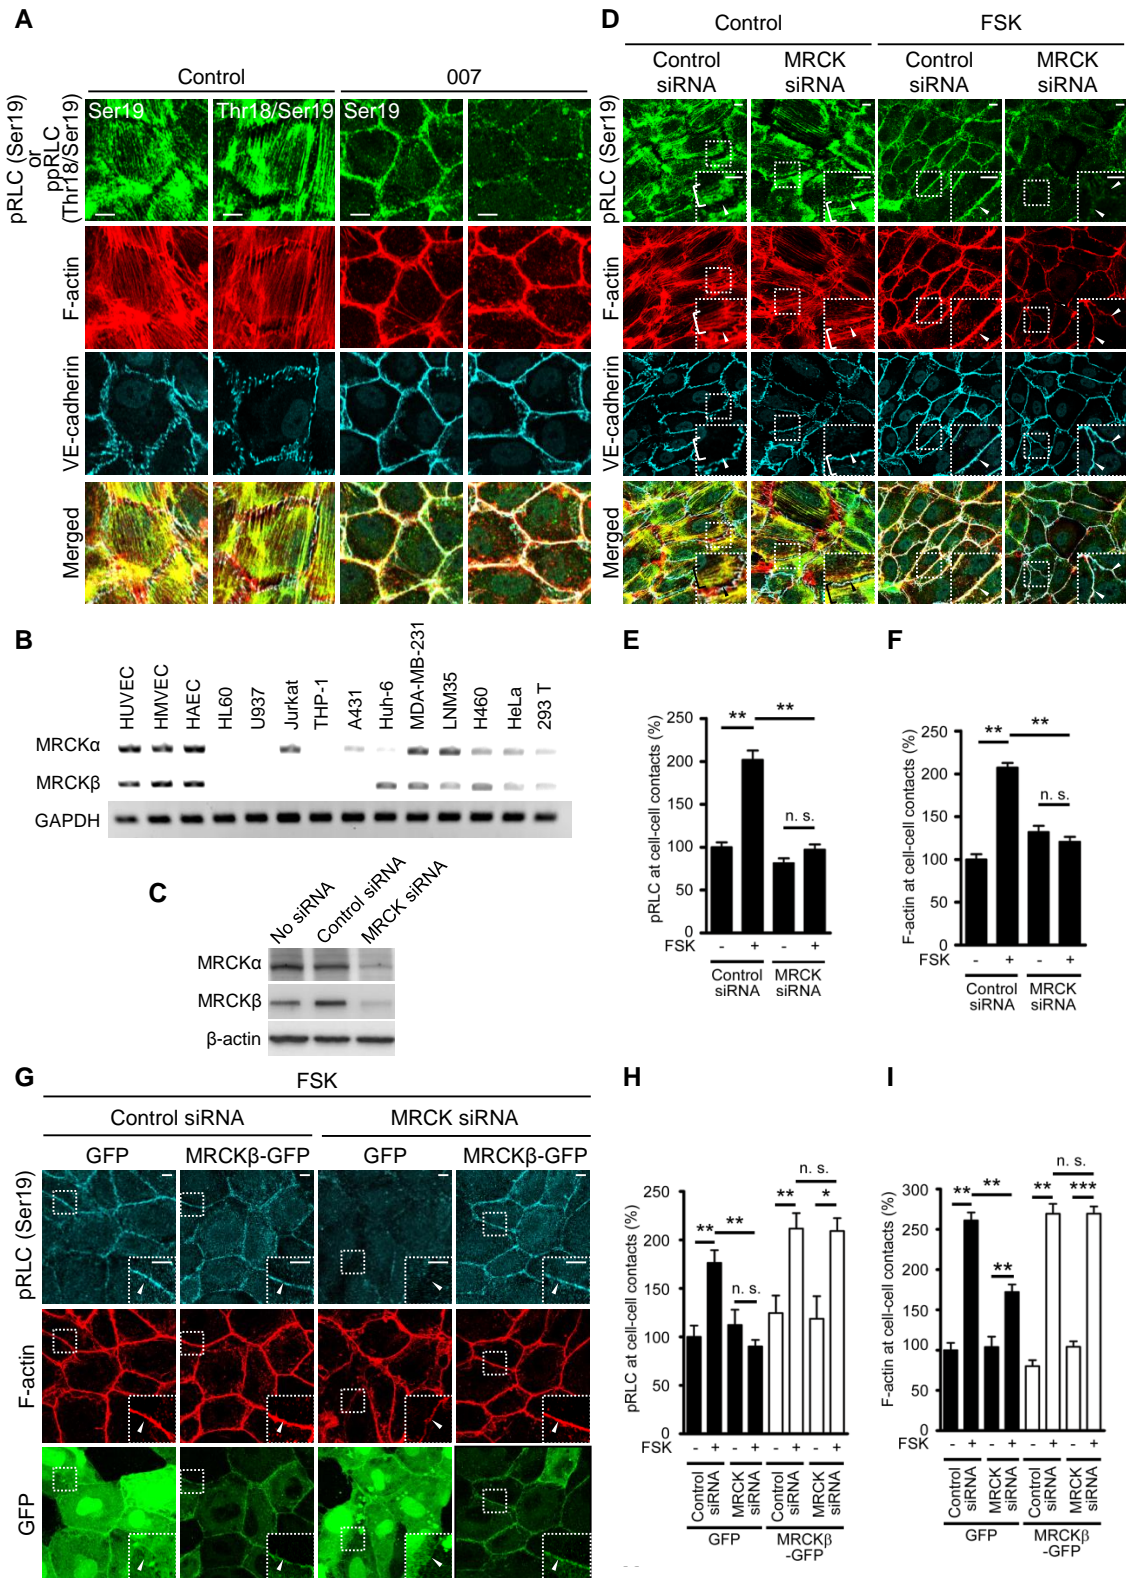 A
Control
007
pRLC (Ser19)
or
ppRLC
(Thr18/Ser19)
Ser19
Thr18/Ser19
Ser19
F-actin
VE-cadherin
Merged
D
Control
FSK
Control
siRNA
MRCK
siRNA
Control
siRNA
MRCK
siRNA
pRLC (Ser19)
F-actin
VE-cadherin
Merged
B
HUVEC
HMVEC
HAEC
HL60
U937
Jurkat
THP-1
A431
Huh-6
MDA-MB-231
LNM35
H460
HeLa
293 T
MRCKα
MRCKβ
GAPDH
C
No siRNA
Control siRNA
MRCK siRNA
MRCKα
MRCKβ
β-actin
E
pRLC at cell-cell contacts (%)
250
200
150
100
50
0
**
**
n. s.
FSK
- + - +
Control
siRNA
MRCK
siRNA
F
F-actin at cell-cell contacts (%)
250
200
150
100
50
0
**
**
n. s.
FSK
- + - +
Control
siRNA
MRCK
siRNA
G
FSK
Control siRNA
MRCK siRNA
GFP
MRCKβ-GFP
GFP
MRCKβ-GFP
pRLC (Ser19)
F-actin
GFP
H
pRLC at cell-cell contacts (%)
250
200
150
100
50
0
**
**
n. s.
**
*
n. s.
FSK
- + - + - + - +
Control
siRNA
MRCK
siRNA
Control
siRNA
MRCK
siRNA
GFP
MRCKβ
-GFP
I
F-actin at cell-cell contacts (%)
300
250
200
150
100
50
0
**
**
**
**
***
n. s.
FSK
- + - + - + - +
Control
siRNA
MRCK
siRNA
Control
siRNA
MRCK
siRNA
GFP
MRCKβ
-GFP